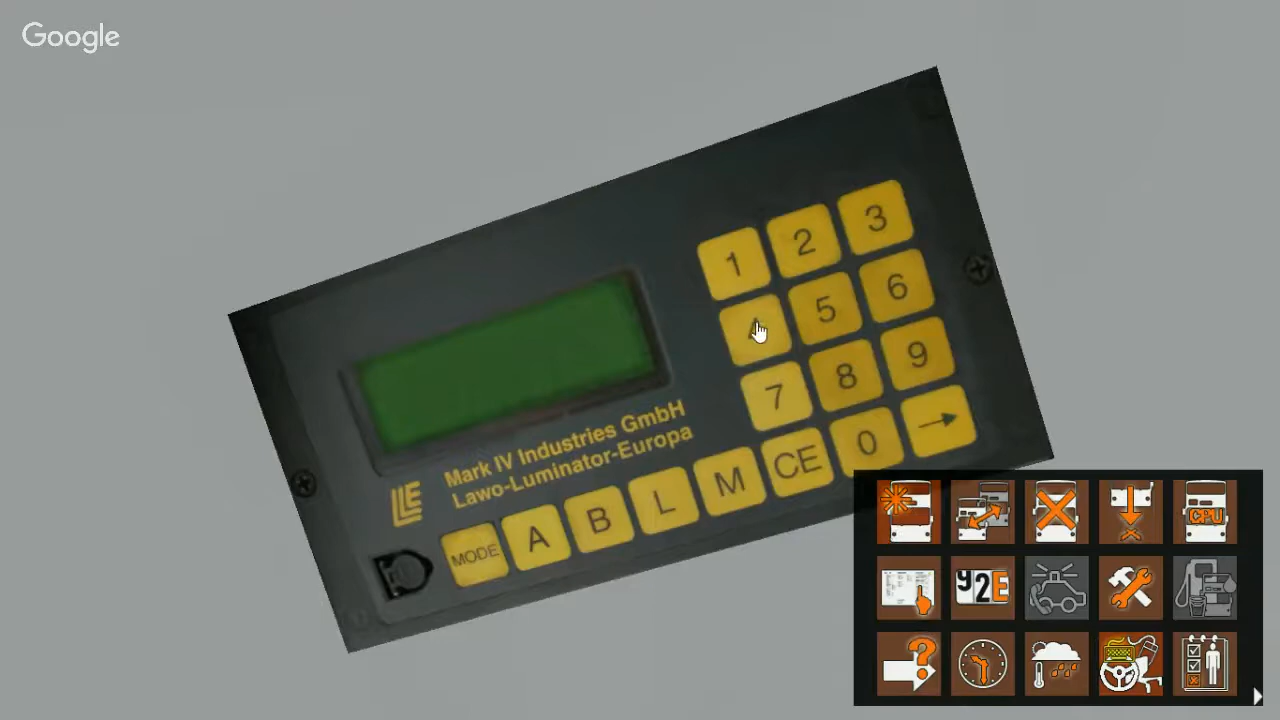 Google
1 2 3
4 5 6
7 8 9
CE 0 →
Mark IV Industries GmbH
Lawo-Luminator-Europa
LLE
MODE A B L M
CPU
92E
?